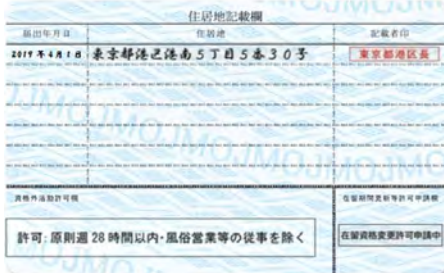 住居地記載欄
届出年月日 住居地 記載者印
2019年4月1日 東京都港区港南5丁目5番30号 東京都港区長
資格外活動許可欄 在留期間更新等許可申請欄
許可:原則週28時間以内・風俗営業等の従事を除く 在留資格変更許可申請中